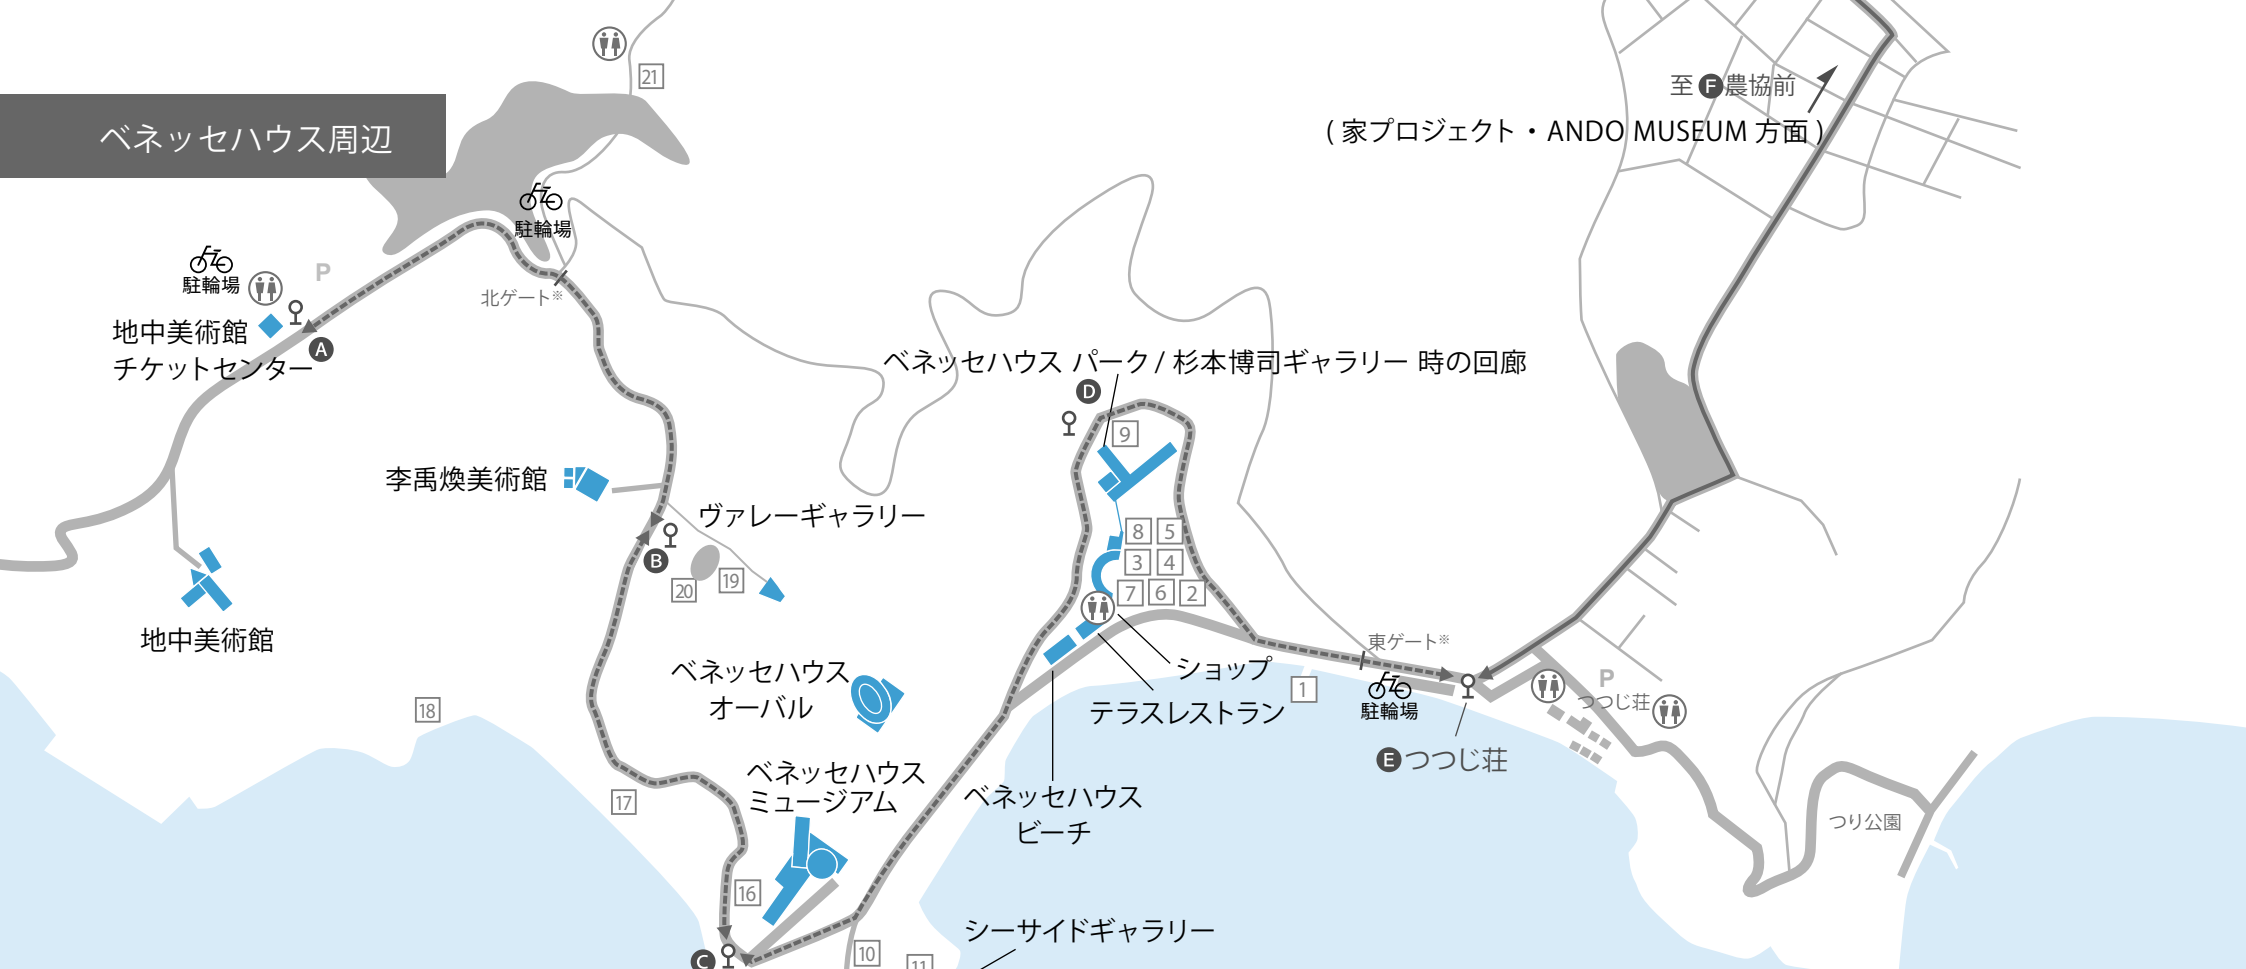 21
至 F 農協前
(家プロジェクト・ANDO MUSEUM 方面)
ベネッセハウス周辺
駐輪場
駐輪場
P
北ゲート※
地中美術館
チケットセンター
A
ベネッセハウス パーク / 杉本博司ギャラリー 時の回廊
D
9
李禹煥美術館
ヴァレーギャラリー
B
20
19
8 5
3 4
7 6 2
地中美術館
東ゲート※
ベネッセハウス
オーバル
ショップ
テラスレストラン
1
駐輪場
P
つつじ荘
18
E つつじ荘
ベネッセハウス
ミュージアム
17
ベネッセハウス
ビーチ
つり公園
16
シーサイドギャラリー
C
10
11